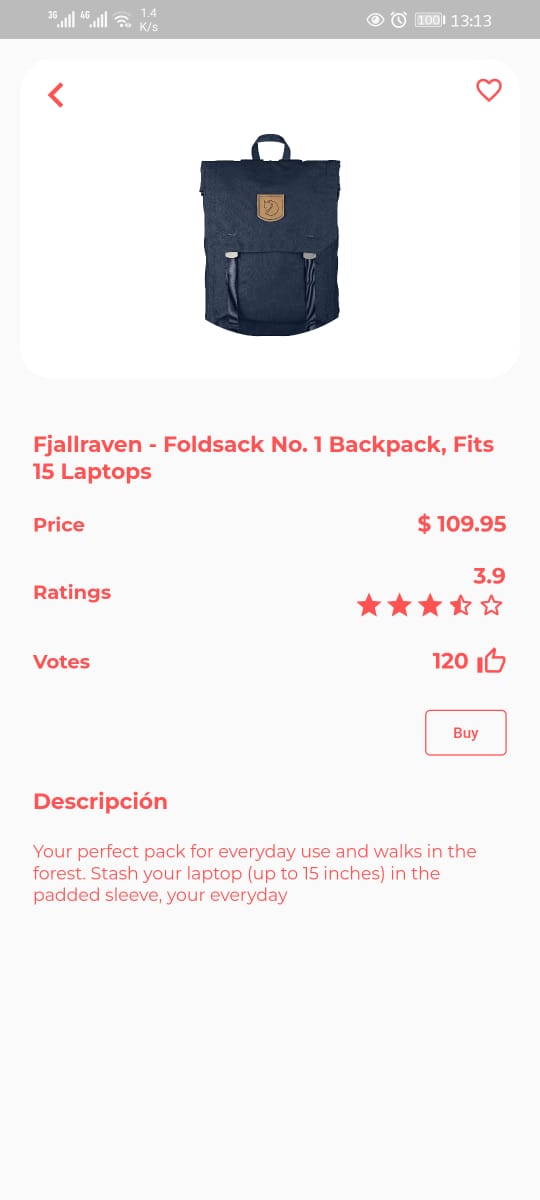 3G 4G 1.4 K/s 100 13:13
Fjallraven - Foldsack No. 1 Backpack, Fits
15 Laptops
Price $ 109.95
3.9
Ratings
Votes 120
Buy
Descripción
Your perfect pack for everyday use and walks in the
forest. Stash your laptop (up to 15 inches) in the
padded sleeve, your everyday